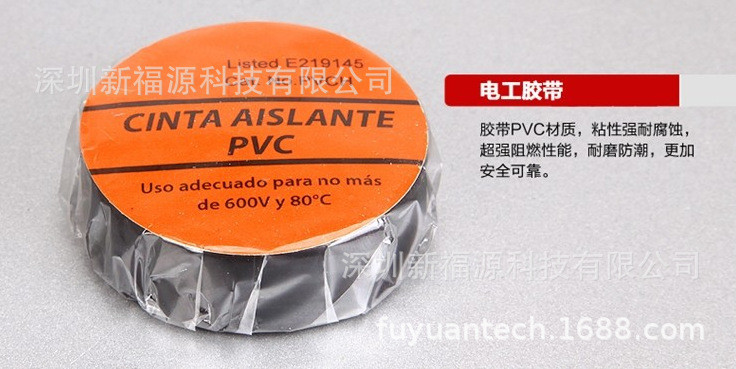 Listed E219145
深圳新福源科技有限公司
Cat. No.
CINTA AISLANTE
PVC
Uso adecuado para no más
de 600V y 80°C
电工胶带
胶带PVC材质，粘性强耐腐蚀，
超强阻燃性能，耐磨防潮，更加
安全可靠。
深圳新福源科技有限公司
fuyuantech.1688.com